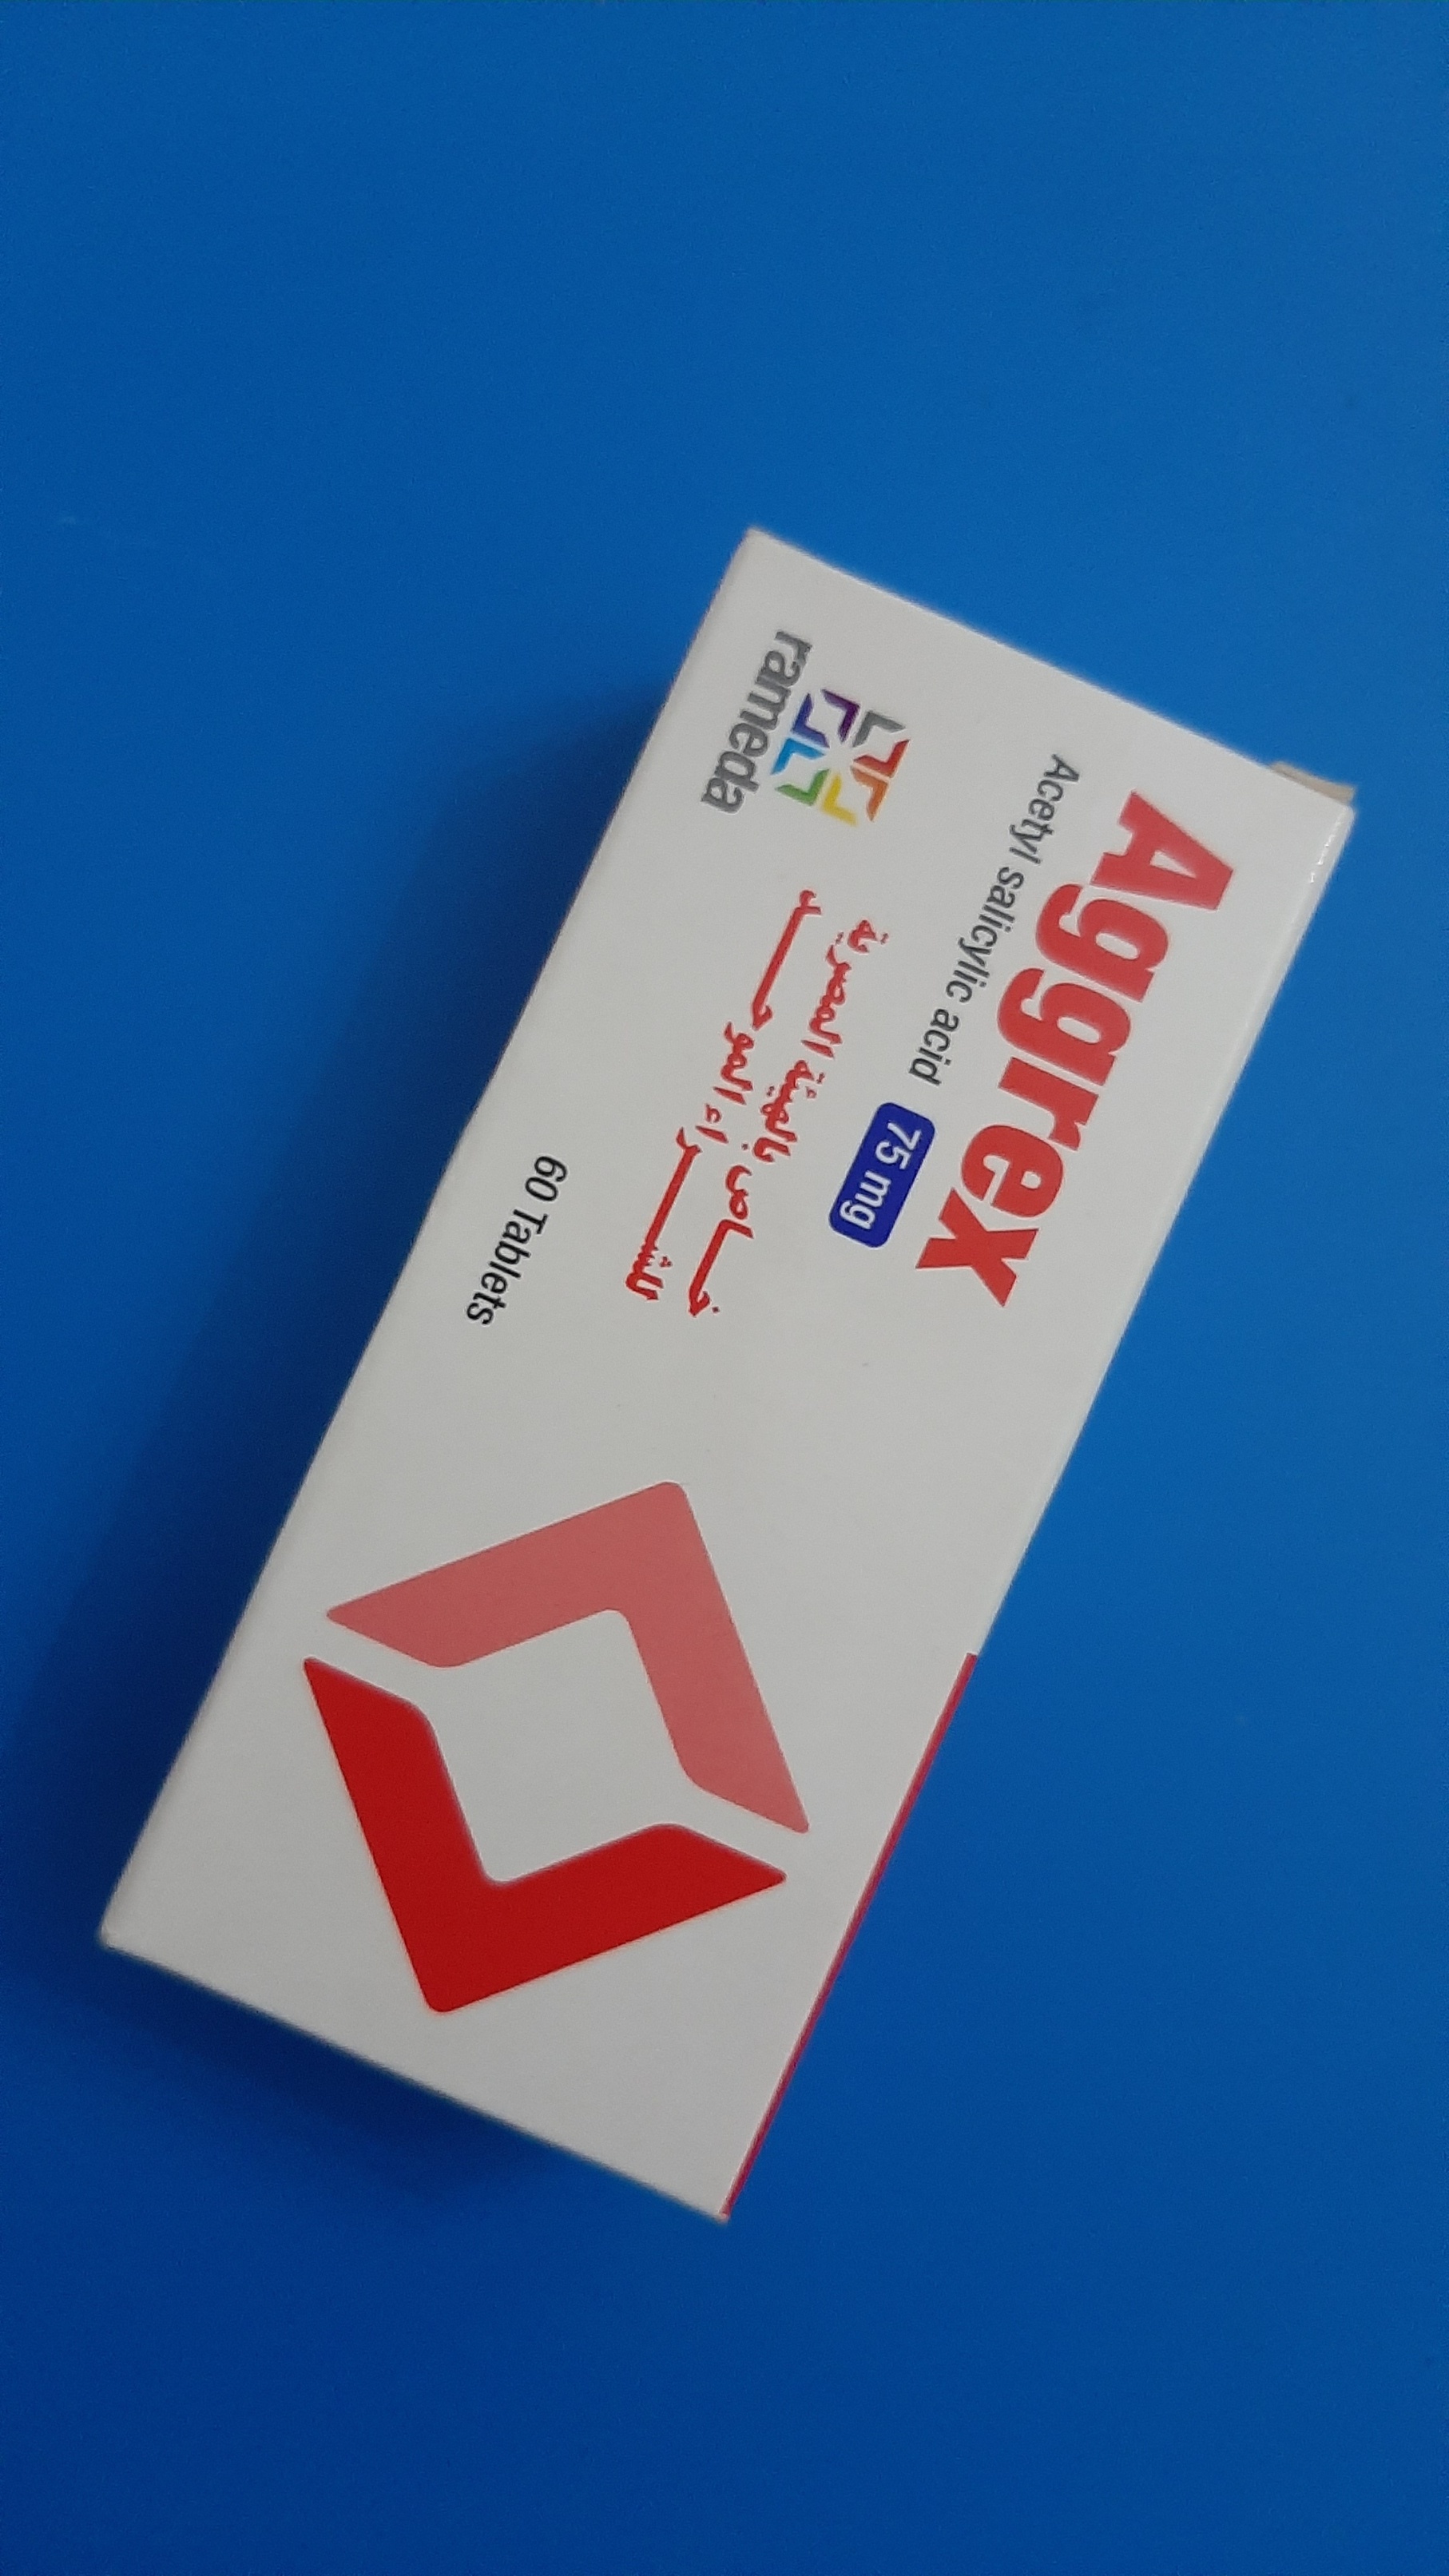 Aggrex
Acetyl salicylic acid 75 mg
rameda
خاص بالهيئة المصرية
للشراء الموحد
60 Tablets